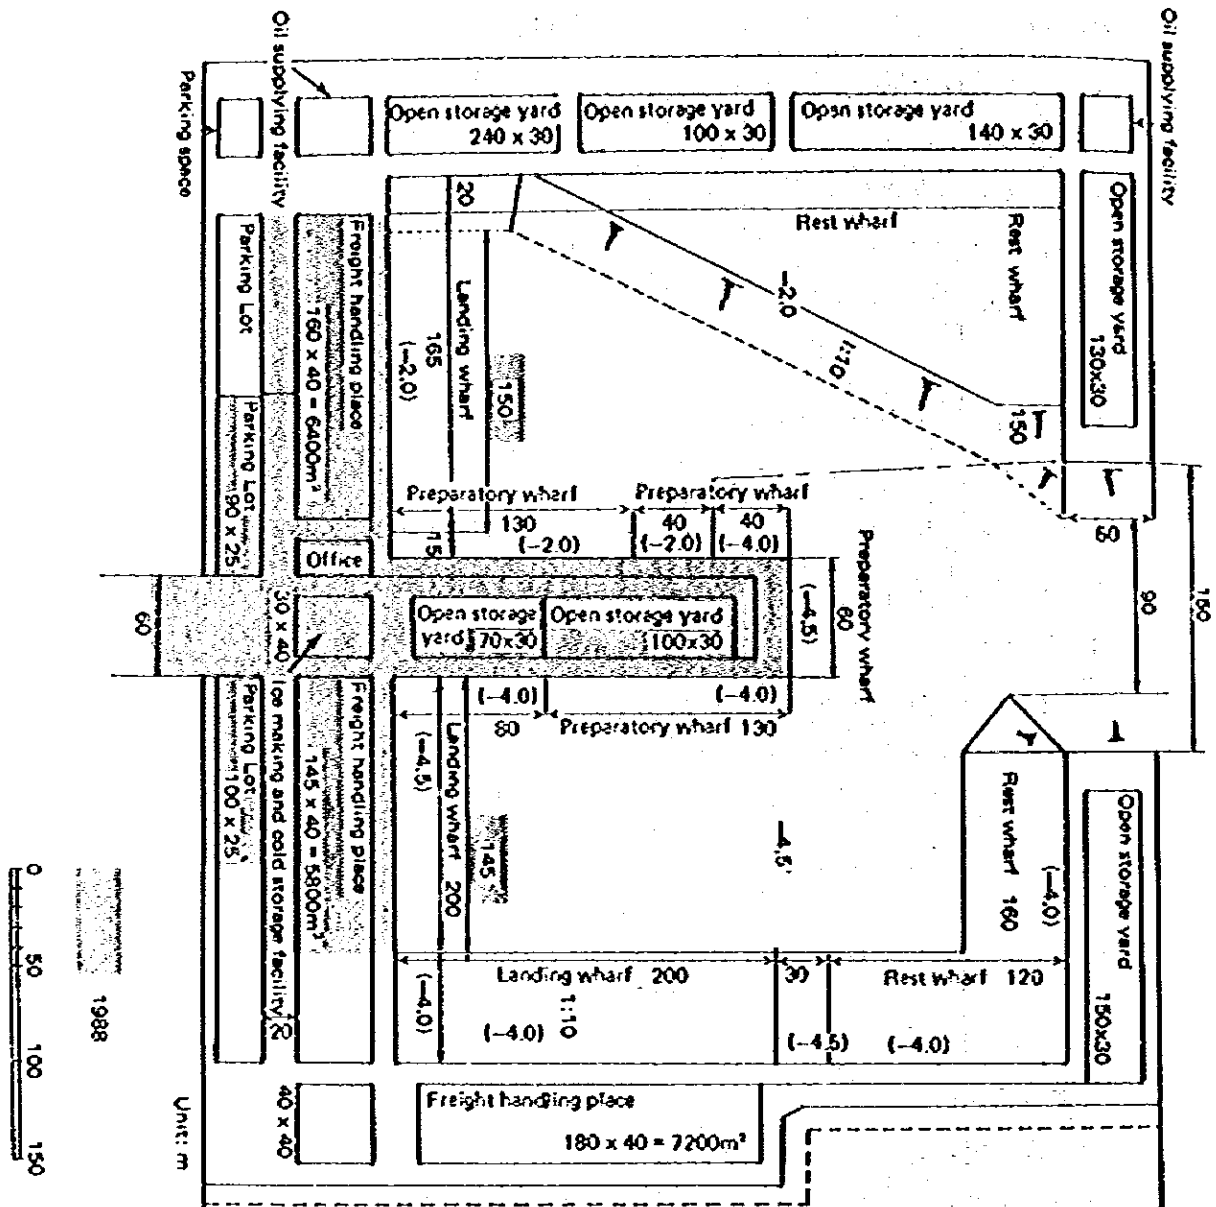 Oil supplying facility
Oil supplying facility
Parking space
Open storage yard
240 x 30
Open storage yard
100 x 30
Open storage yard
140 x 30
Open storage yard
130x30
Rest wharf
Rest wharf
-2.0
1:10
150
20
Landing wharf
165
(-2.0)
150
15
Freight handling place
160 x 40 = 6400m²
Parking Lot
Parking Lot
90 x 25
Office
Preparatory wharf
130
(-2.0)
Preparatory wharf
40
(-2.0)
40
(-4.0)
Preparatory wharf
60
(-4.5)
60
90
150
60
30 x 40
Open storage
yard 70x30
Open storage yard
100x30
(-4.0)
80
(-4.0)
Preparatory wharf 130
Ice making and cold storage facility
20
Parking Lot
100 x 25
Freight handling place
145 x 40 = 5800m²
(-4.5)
Landing wharf 200
145
-4.5
(-4.0)
Rest wharf 160
(-4.0)
Open storage yard
150x30
Landing wharf 200
1:10
(-4.0)
30
(-4.5)
Rest wharf 120
(-4.0)
Freight handling place
180 x 40 = 7200m²
40 x 40
Unit: m
1988
0
50
100
150